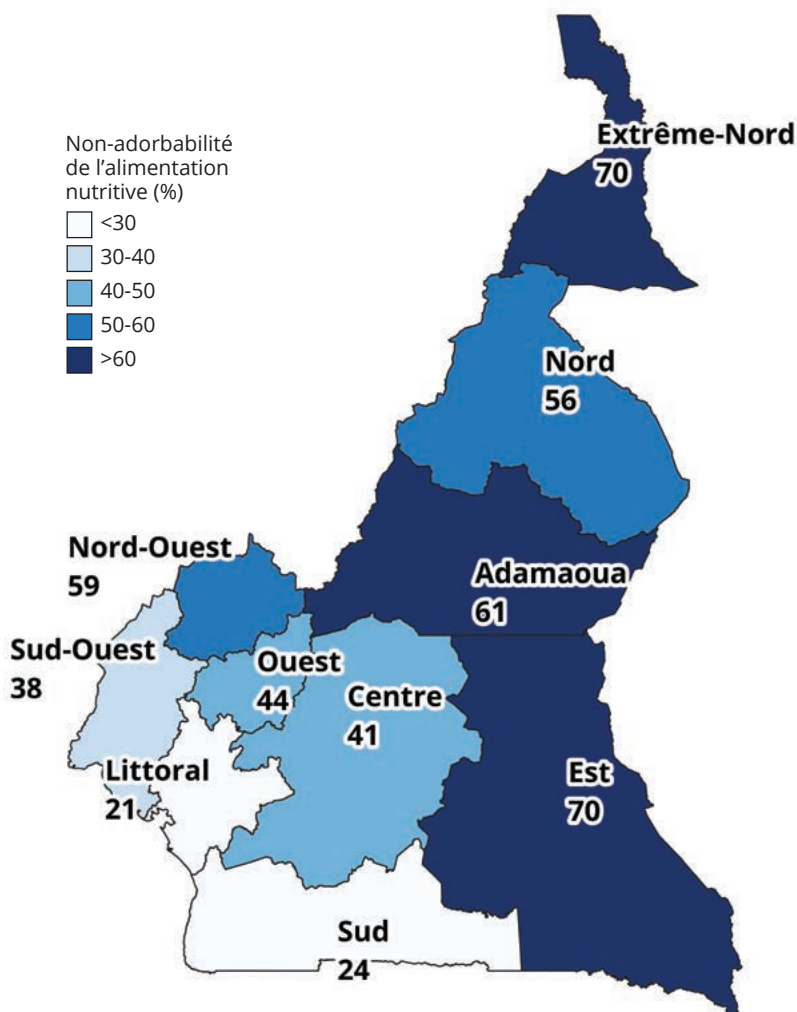 Non-adorbabilité
de l’alimentation
nutritive (%)
<30
30-40
40-50
50-60
>60
Extrême-Nord
70
Nord
56
Adamaoua
61
Nord-Ouest
59
Sud-Ouest
38
Ouest
44
Centre
41
Littoral
21
Est
70
Sud
24